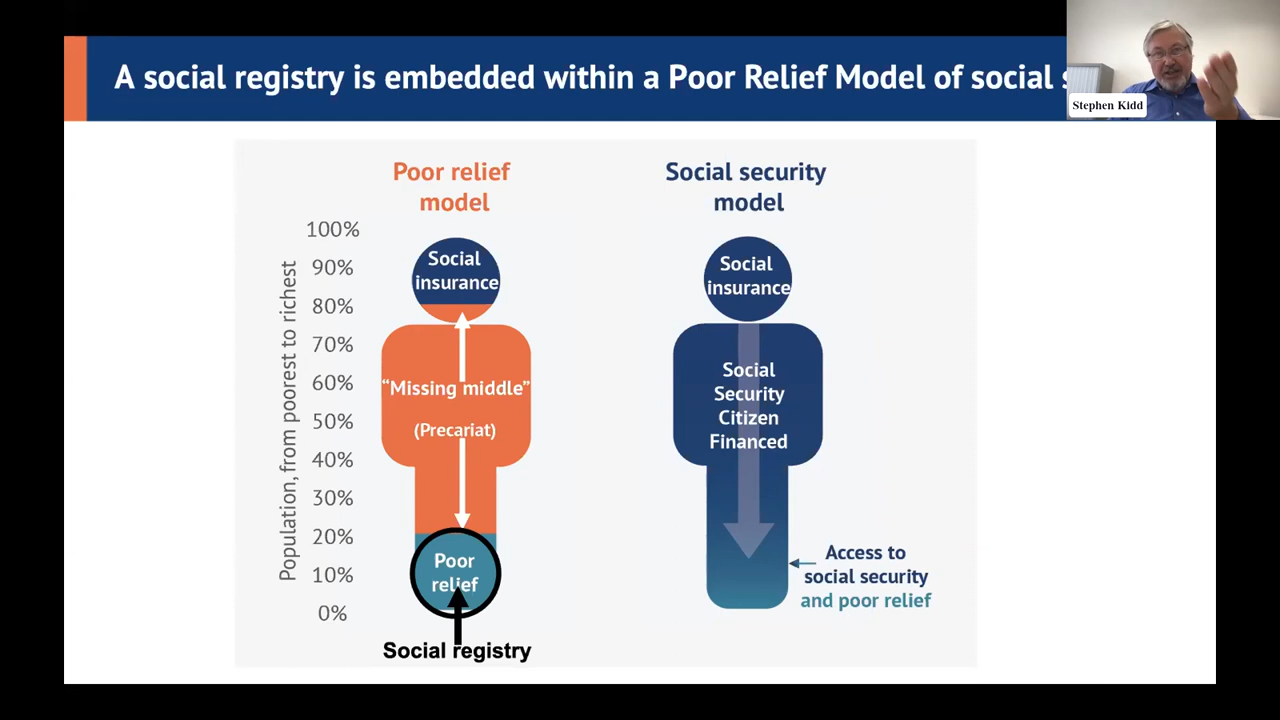 A social registry is embedded within a Poor Relief Model of social
Stephen Kidd
Poor relief
model
Social security
model
Population, from poorest to richest
100%
90%
80%
70%
60%
50%
40%
30%
20%
10%
0%
Social
insurance
“Missing middle”
(Precariat)
Poor
relief
Social registry
Social
insurance
Social
Security
Citizen
Financed
Access to
social security
and poor relief